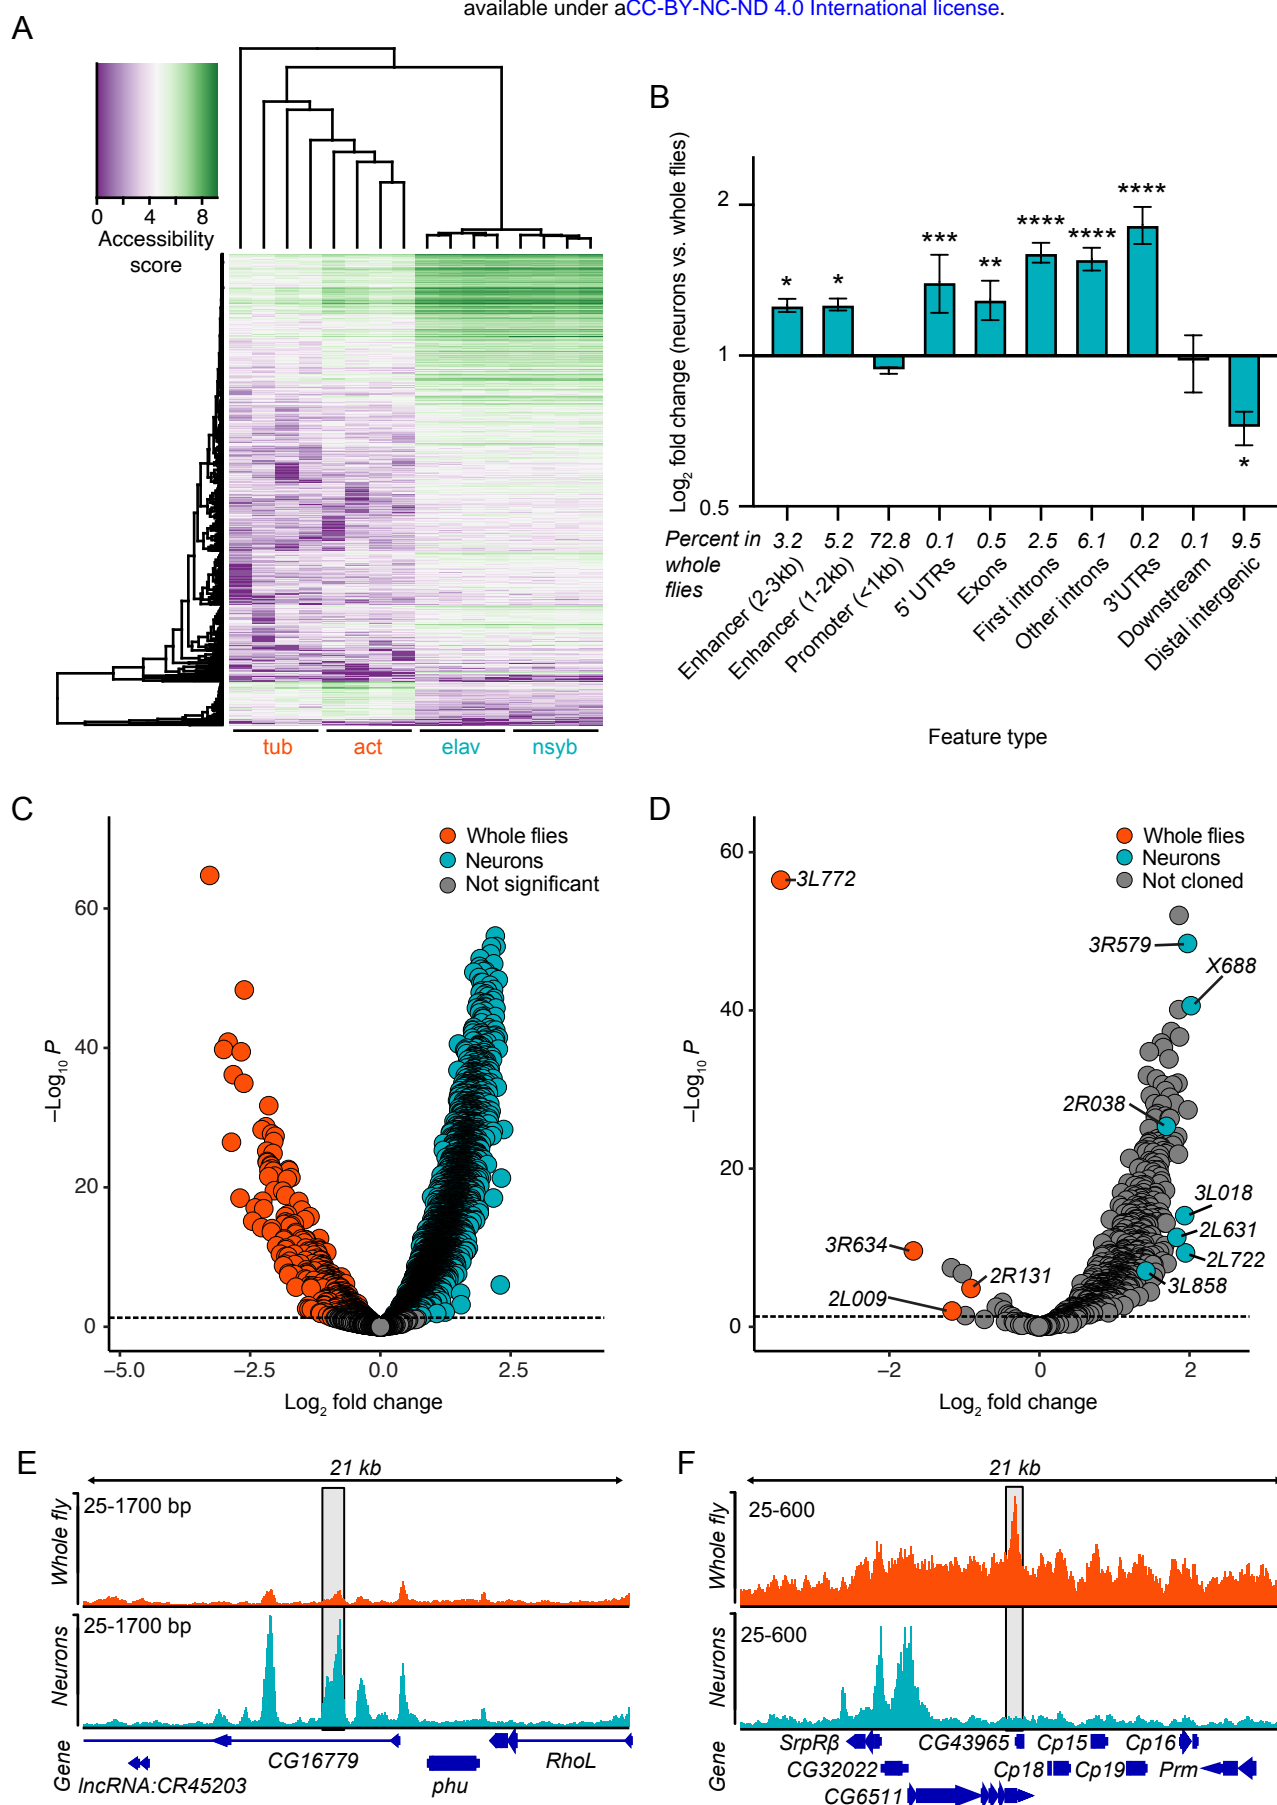 available under aCC-BY-NC-ND 4.0 International license.
A
0 4 8
Accessibility
score
tub act elav nsyb
B
Log2 fold change (neurons vs. whole flies)
2
1
0.5
* * *** ** **** **** **** *
Percent in whole flies
3.2 5.2 72.8 0.1 0.5 2.5 6.1 0.2 0.1 9.5
Enhancer (2-3kb)
Enhancer (1-2kb)
Promoter (<1kb)
5' UTRs
Exons
First introns
Other introns
3'UTRs
Downstream
Distal intergenic
Feature type
C
Whole flies
Neurons
Not significant
–Log10 P
60
40
20
0
–5.0 –2.5 0.0 2.5
Log2 fold change
D
Whole flies
Neurons
Not cloned
–Log10 P
60
40
20
0
3L772
3R579
X688
2R038
3L018
2L631
2L722
3L858
3R634
2R131
2L009
–2 0 2
Log2 fold change
E
21 kb
Whole fly
25-1700 bp
Neurons
25-1700 bp
Gene
CG16779 RhoL
lncRNA:CR45203 phu
F
21 kb
Whole fly
25-600
Neurons
25-600
Gene
SrpRβ CG43965 Cp15 Cp16
CG32022 Cp18 Cp19 Prm
CG6511